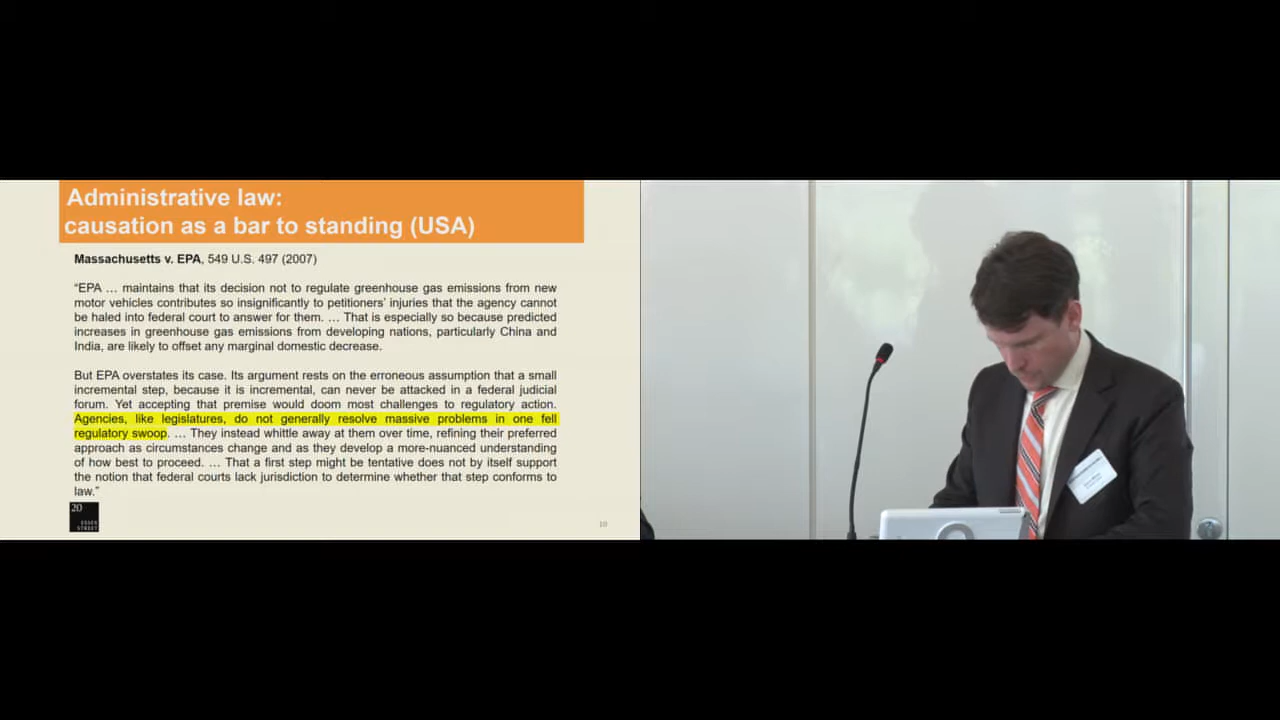 Administrative law:
causation as a bar to standing (USA)
Massachusetts v. EPA, 549 U.S. 497 (2007)
“EPA … maintains that its decision not to regulate greenhouse gas emissions from new
motor vehicles contributes so insignificantly to petitioners’ injuries that the agency cannot
be haled into federal court to answer for them. … That is especially so because predicted
increases in greenhouse gas emissions from developing nations, particularly China and
India, are likely to offset any marginal domestic decrease.
But EPA overstates its case. Its argument rests on the erroneous assumption that a small
incremental step, because it is incremental, can never be attacked in a federal judicial
forum. Yet accepting that premise would doom most challenges to regulatory action.
Agencies, like legislatures, do not generally resolve massive problems in one fell
regulatory swoop. … They instead whittle away at them over time, refining their preferred
approach as circumstances change and as they develop a more-nuanced understanding
of how best to proceed. … That a first step might be tentative does not by itself support
the notion that federal courts lack jurisdiction to determine whether that step conforms to
law.”
20
ESSEX
STREET
10